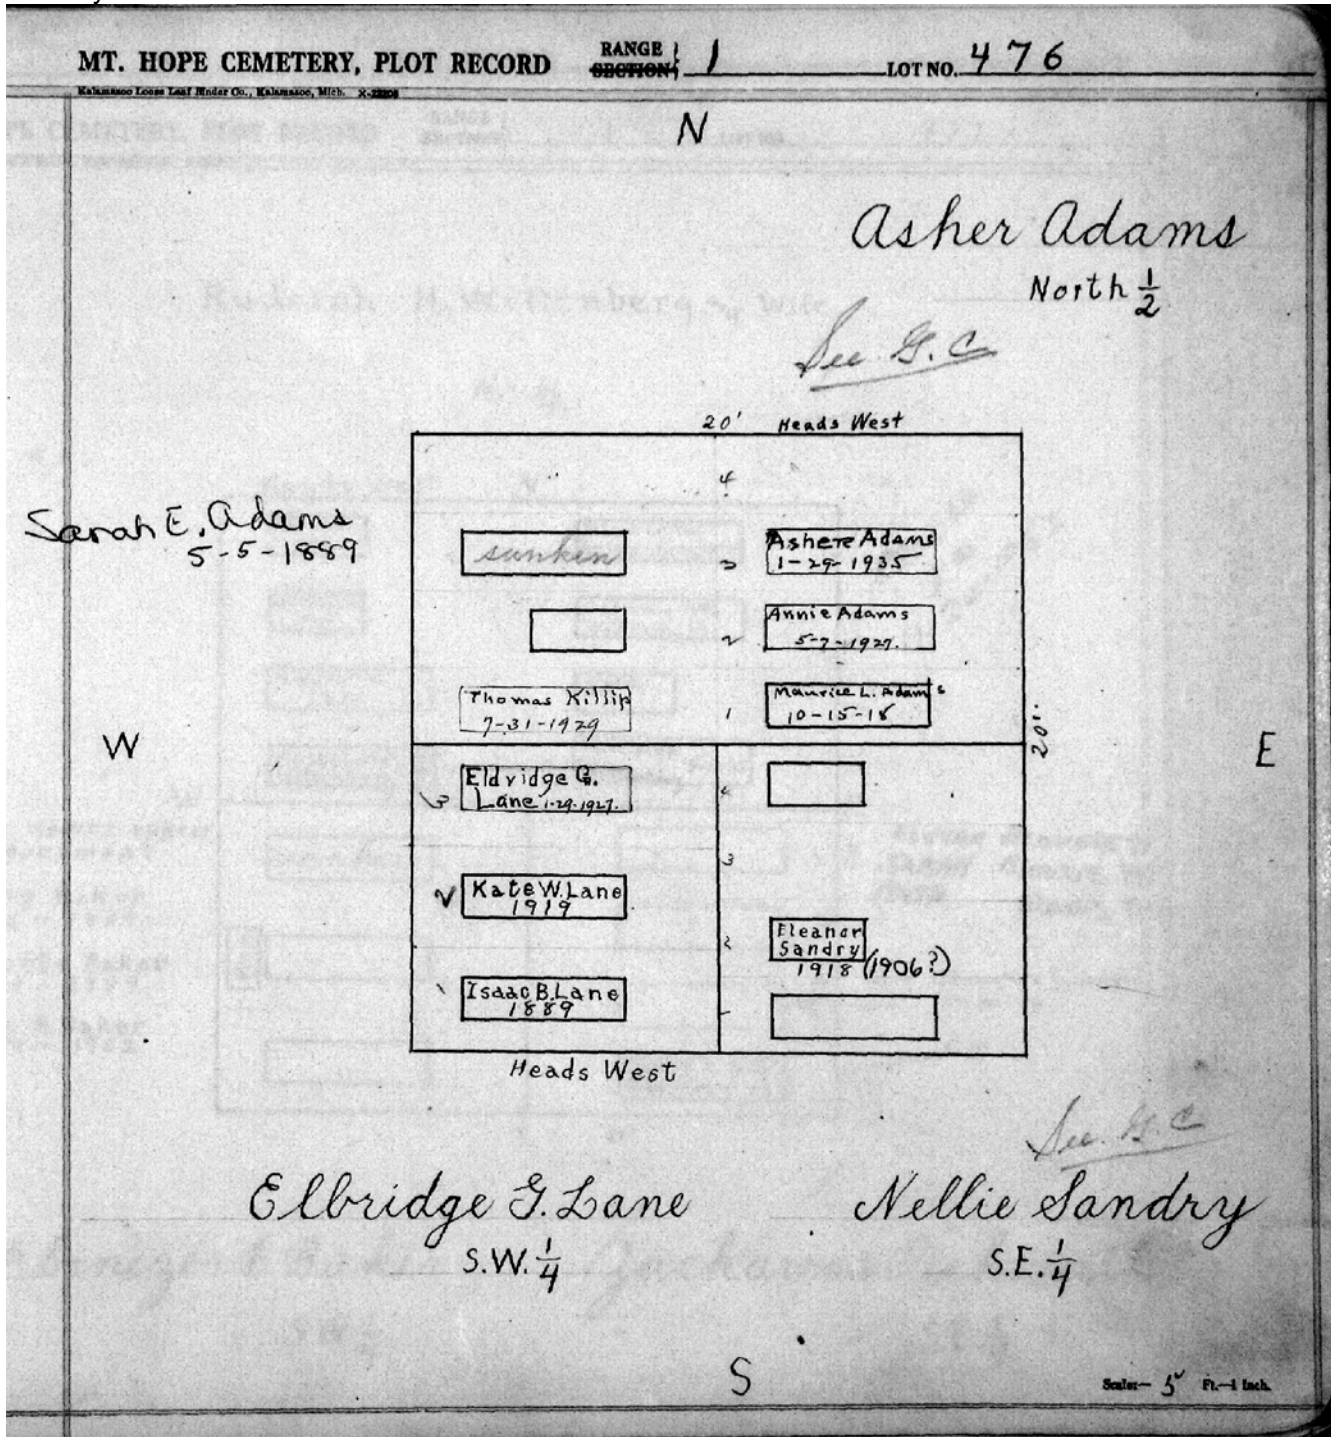 MT. HOPE CEMETERY, PLOT RECORD RANGE SECTION 1 LOT NO. 476
Kalamazoo Loose Leaf Binder Co., Kalamazoo, Mich.
N
Asher Adams
North 1/2
See G. C
20' Heads West
4
Sarah E. Adams
5-5-1889
sunken
3
Ashere Adams
1-29-1935
2
Annie Adams
5-7-1927.
Thomas Killip
7-31-1929
1
Maurice L. Adams
10-15-18
W
20'
E
3
Eldridge G.
Lane 1-29-1927.
4
3
2
Kate W. Lane
1919
2
Eleanor
Sandry
1918 (1906?)
1
Isaac B. Lane
1889
1
Heads West
See G. C
Elbridge G. Lane
S.W. 1/4
Nellie Sandry
S.E. 1/4
S
Scale:— 5 Ft.—1 Inch.